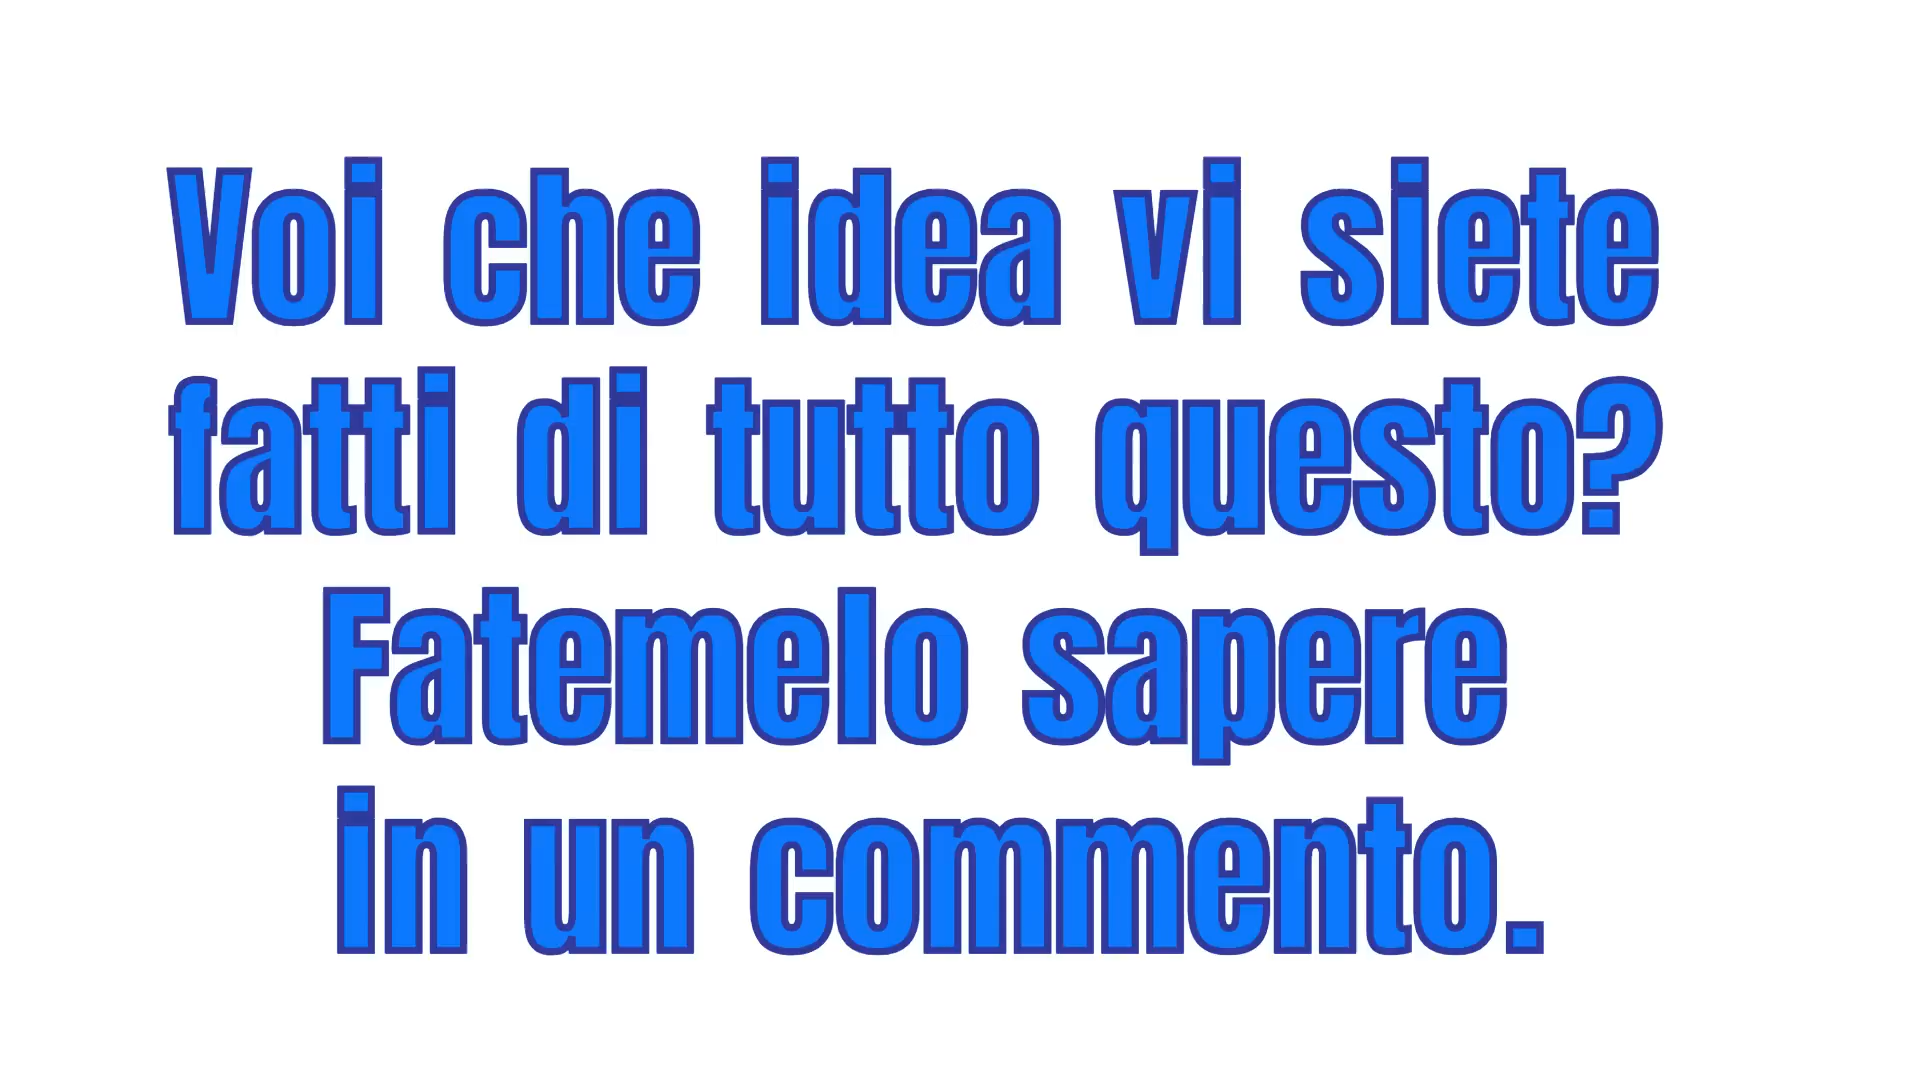 Voi che idea vi siete
fatti di tutto questo?
Fatemelo sapere
in un commento.